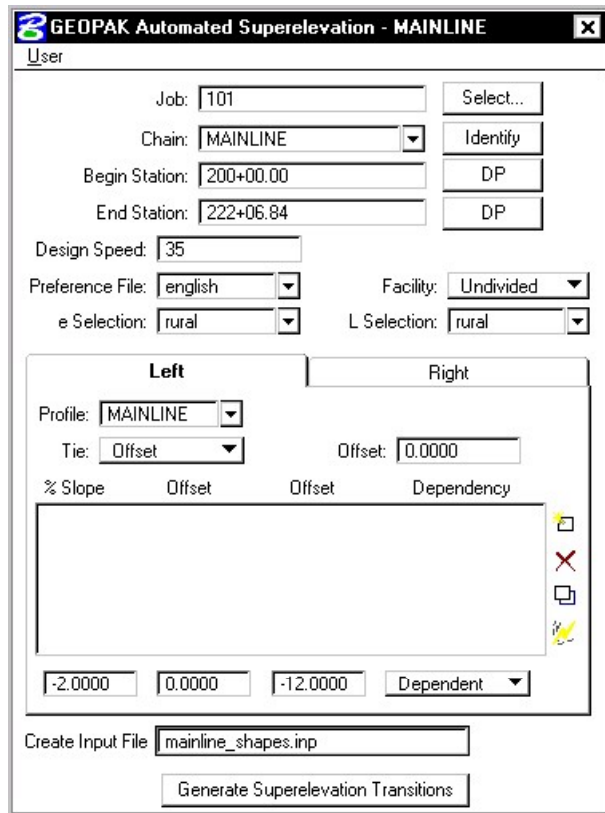 GEOPAK Automated Superelevation - MAINLINE
User
Job: 101 Select...
Chain: MAINLINE Identify
Begin Station: 200+00.00 DP
End Station: 222+06.84 DP
Design Speed: 35
Preference File: english Facility: Undivided
e Selection: rural L Selection: rural
Left Right
Profile: MAINLINE
Tie: Offset Offset: 0.0000
% Slope Offset Offset Dependency
-2.0000 0.0000 -12.0000 Dependent
Create Input File mainline_shapes.inp
Generate Superelevation Transitions